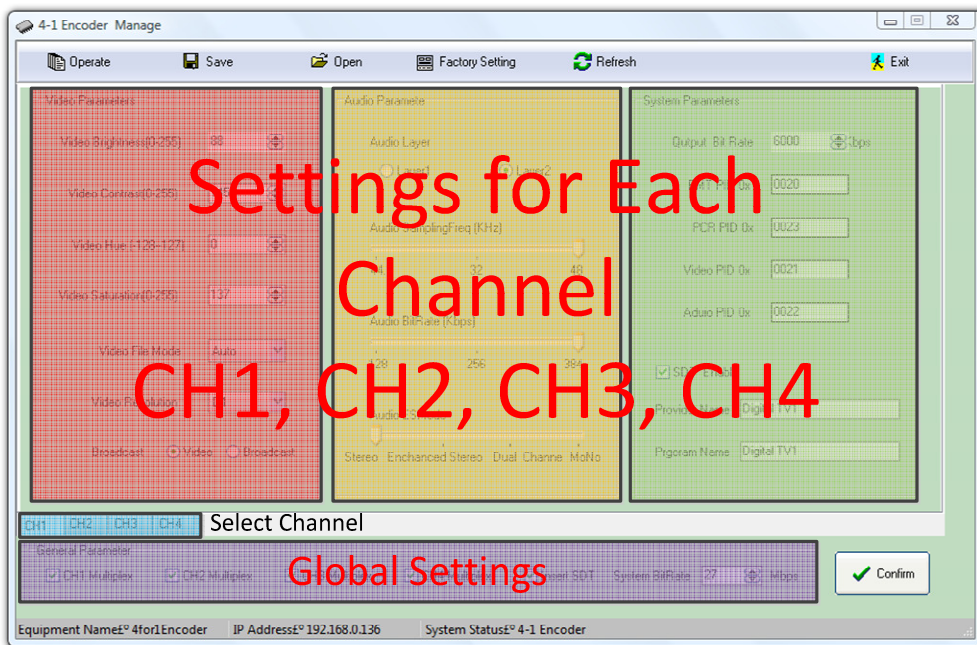 4-1 Encoder Manage
Operate Save Open Factory Setting Refresh Exit
Video Parameters
Video Brightness(0-255) 88
Video Contrast(0-255)
Video Hue (-128-127) 0
Video Saturation(0-255) 137
Video File Mode Auto
Video Resolution D1
Broadcast Video Broadcast
Audio Paramete
Audio Layer
Layer1 Layer2
Audio SamplingFreq (KHz)
32 48
Audio BitRate (Kbps)
128 256 384
Stereo Enchanced Stereo Dual Channe MoNo
System Parameters
Output Bit Rate 6000 Kbps
PMT PID 0x 0020
PCR PID 0x 0023
Video PID 0x 0021
Aduio PID 0x 0022
SDT Enable
Provider Name Digital TV1
Prgoram Name Digital TV1
Settings for Each
Channel
CH1, CH2, CH3, CH4
CH1 CH2 CH3 CH4 Select Channel
General Parameter
CH1 Multiplex CH2 Multiplex Insert SDT System BitRate 27 Mbps
Global Settings
Confirm
Equipment Name£º 4for1Encoder IP Address£º 192.168.0.136 System Status£º 4-1 Encoder